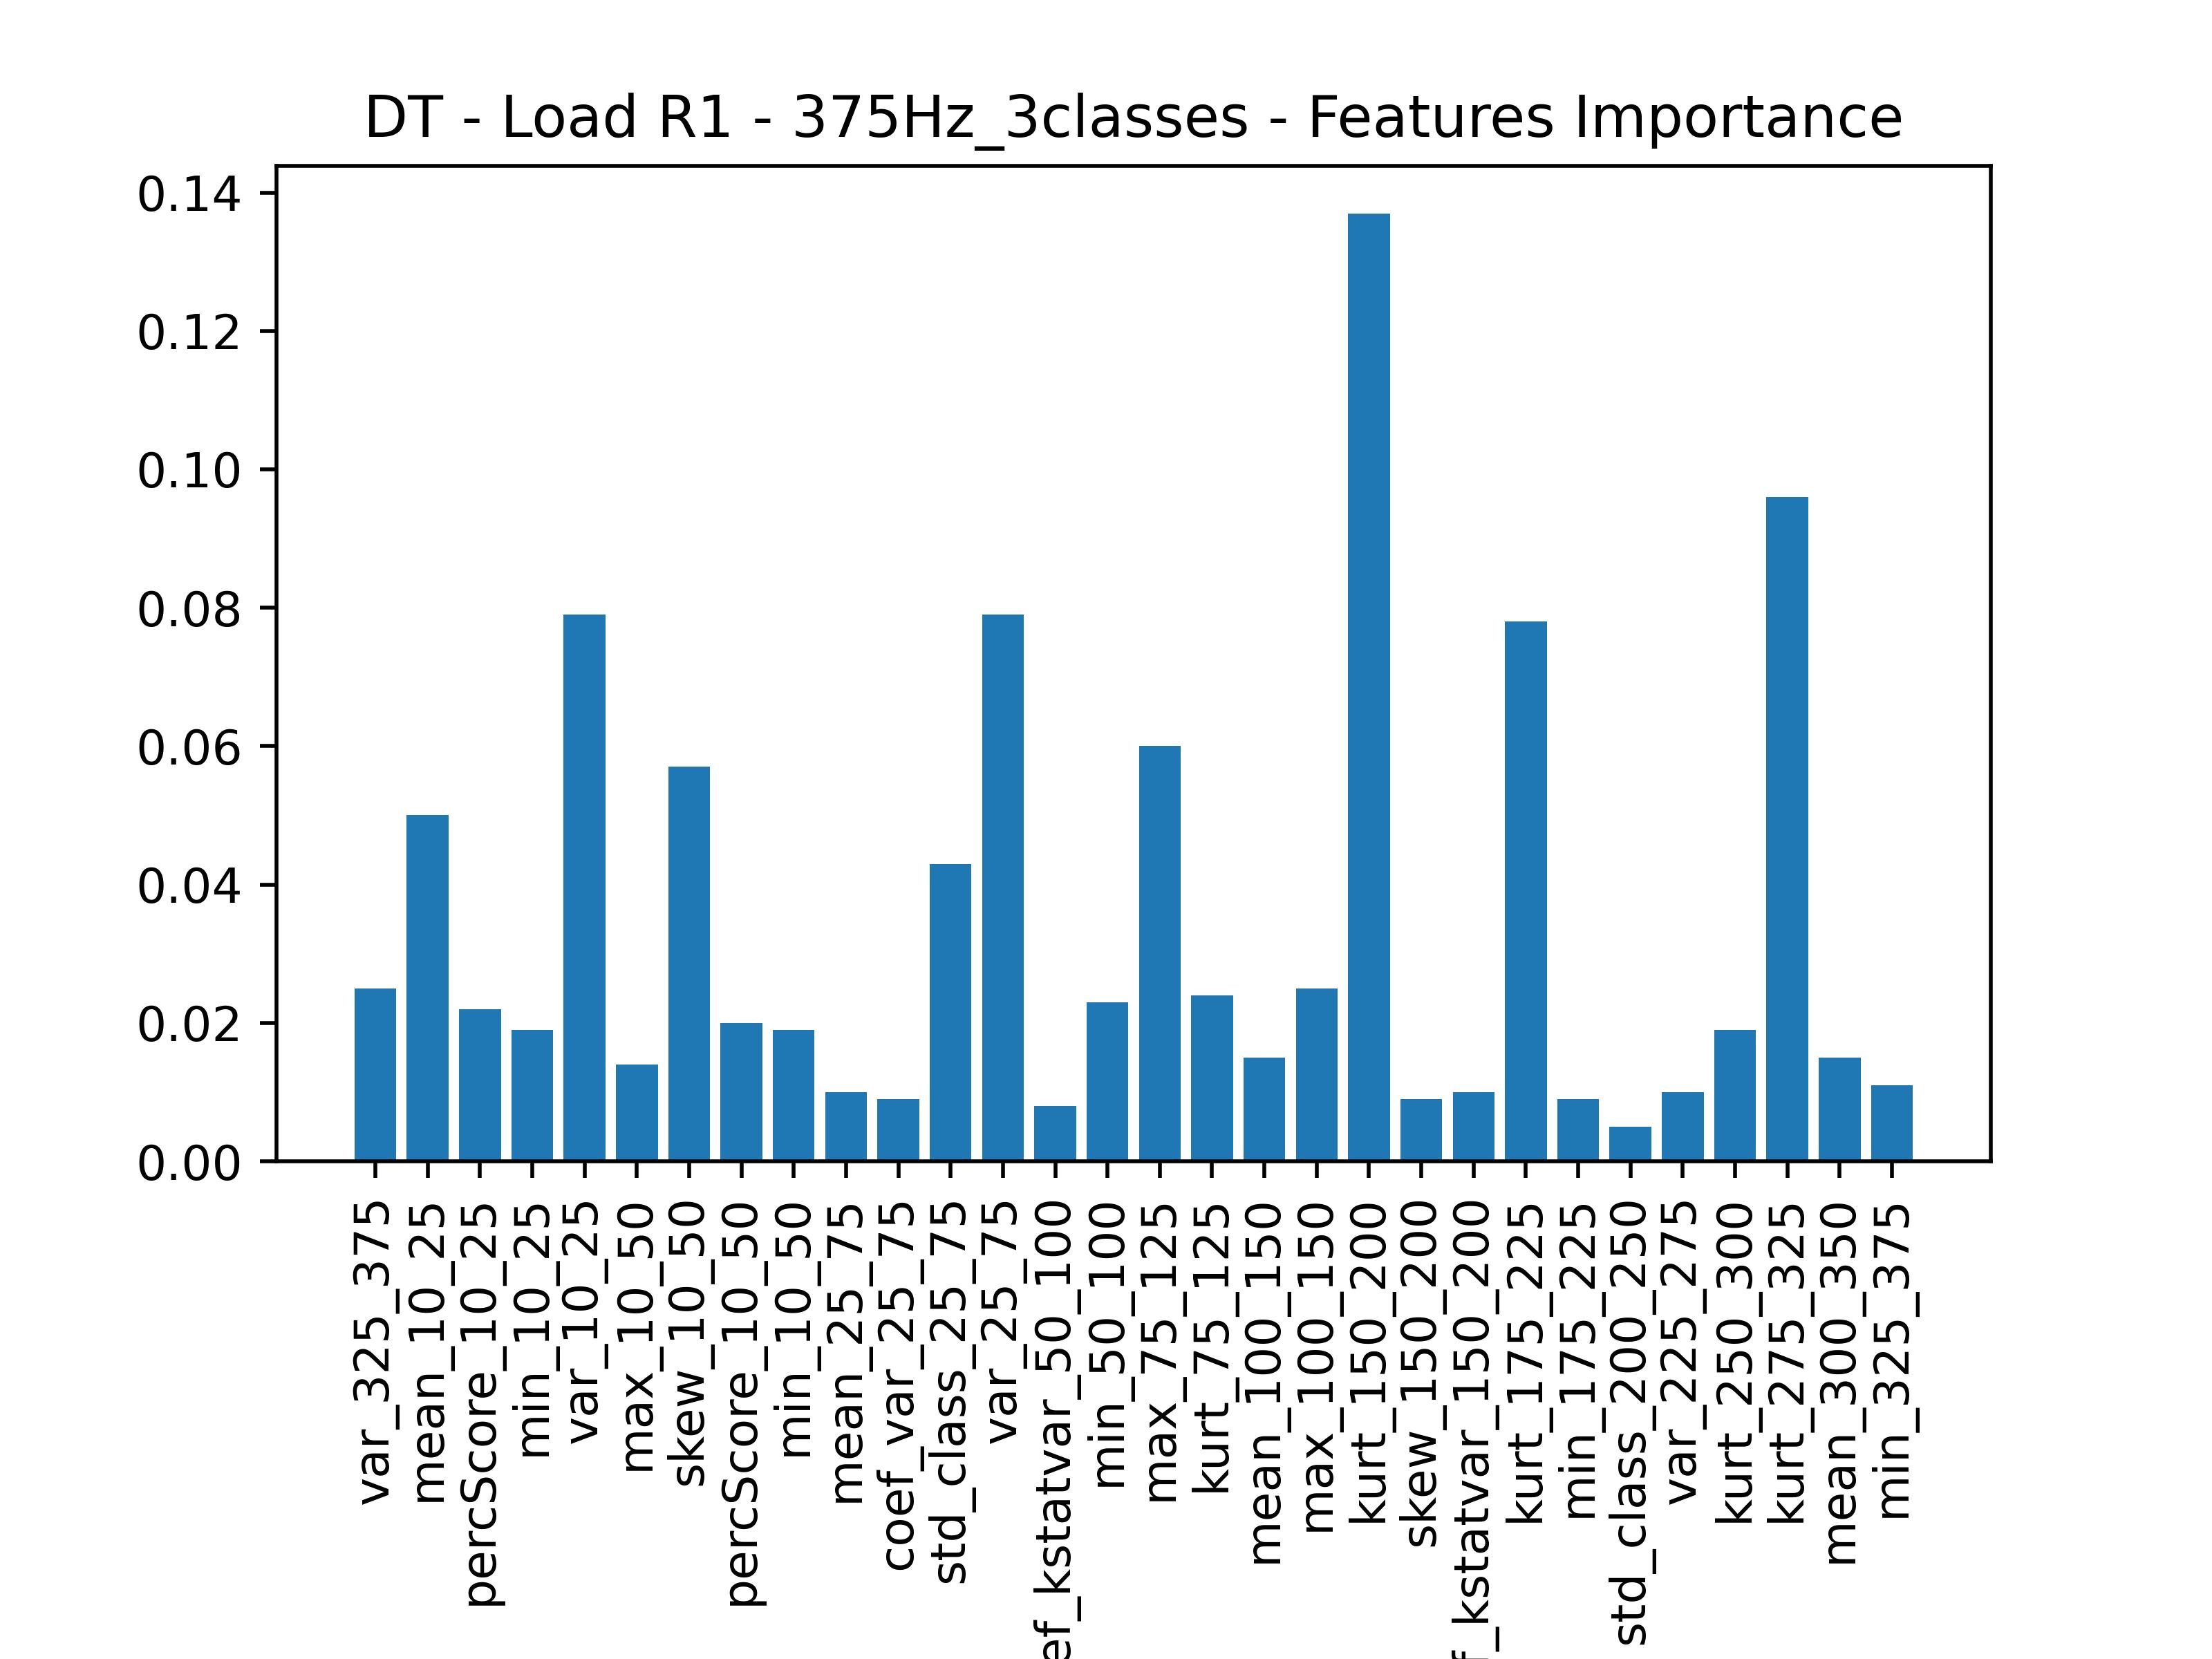 DT - Load R1 - 375Hz_3classes - Features Importance
0.14
0.12
0.10
0.08
0.06
0.04
0.02
0.00
var_325_375
mean_10_25
percScore_10_25
min_10_25
var_10_25
max_10_50
skew_10_50
percScore_10_50
min_10_50
mean_25_75
coef_var_25_75
std_class_25_75
var_25_75
ef_kstatvar_50_100
min_50_100
max_75_125
kurt_75_125
mean_100_150
max_100_150
kurt_150_200
skew_150_200
f_kstatvar_150_200
kurt_175_225
min_175_225
std_class_200_250
var_225_275
kurt_250_300
kurt_275_325
mean_300_350
min_325_375